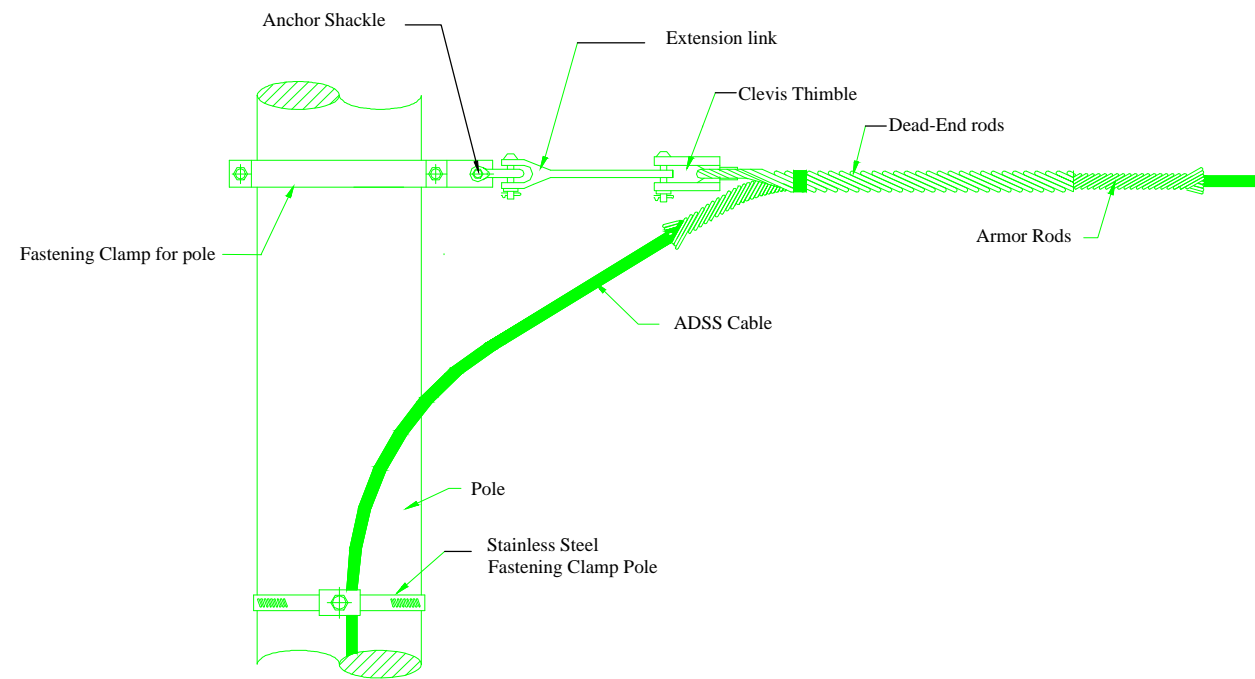 Anchor Shackle
Extension link
Clevis Thimble
Dead-End rods
Armor Rods
Fastening Clamp for pole
ADSS Cable
Pole
Stainless Steel
Fastening Clamp Pole